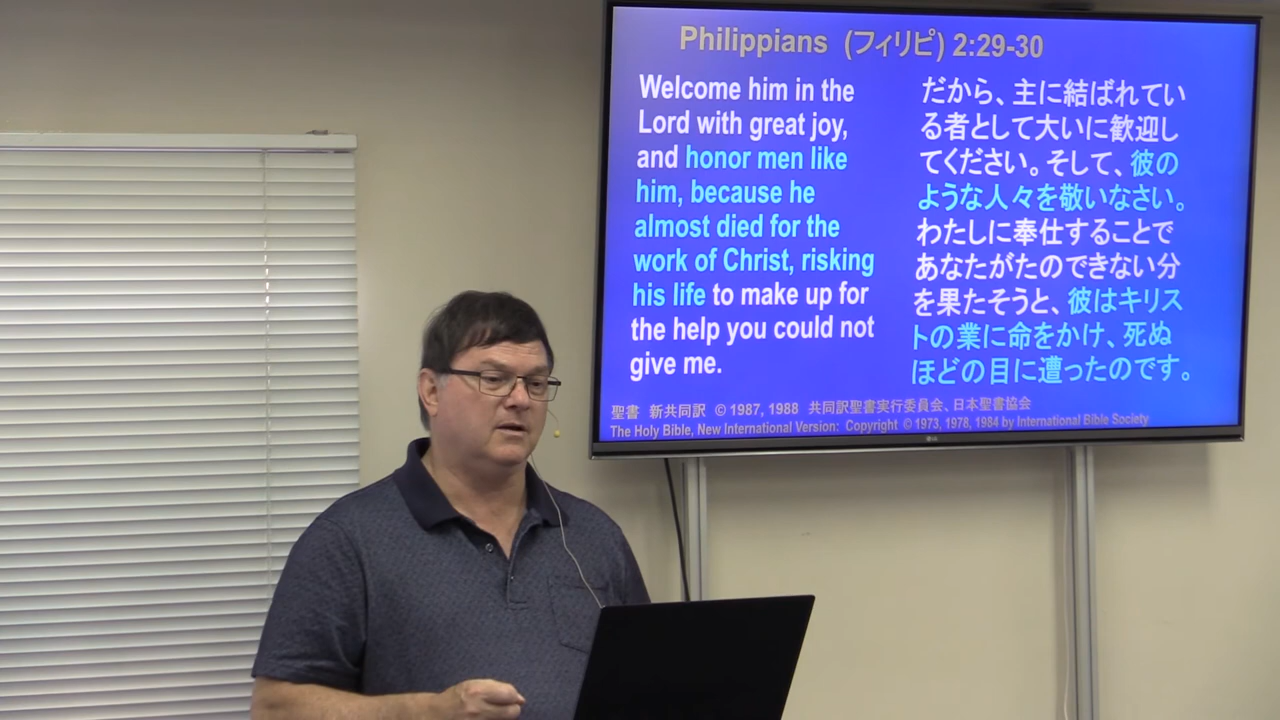 Philippians (フィリピ) 2:29-30
Welcome him in the
Lord with great joy,
and honor men like
him, because he
almost died for the
work of Christ, risking
his life to make up for
the help you could not
give me.
だから、主に結ばれてい
る者として大いに歓迎し
てください。そして、彼の
ような人々を敬いなさい。
わたしに奉仕することで
あなたがたのできない分
を果たそうと、彼はキリス
トの業に命をかけ、死ぬ
ほどの目に遭ったのです。
聖書 新共同訳 © 1987, 1988 共同訳聖書実行委員会、日本聖書協会
The Holy Bible, New International Version: Copyright © 1973, 1978, 1984 by International Bible Society
LG